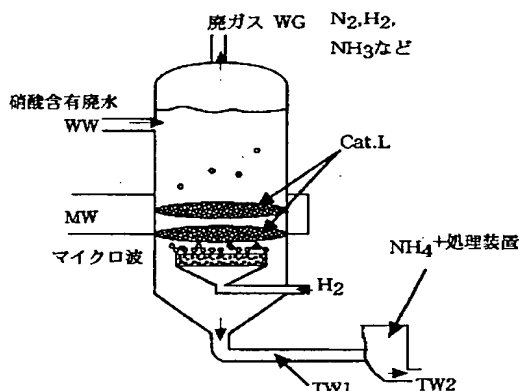 廃ガス WG N₂,H₂,
NH₃など
硝酸含有廃水
WW
Cat.L
MW
マイクロ波
H₂
NH₄⁺処理装置
TW1
TW2